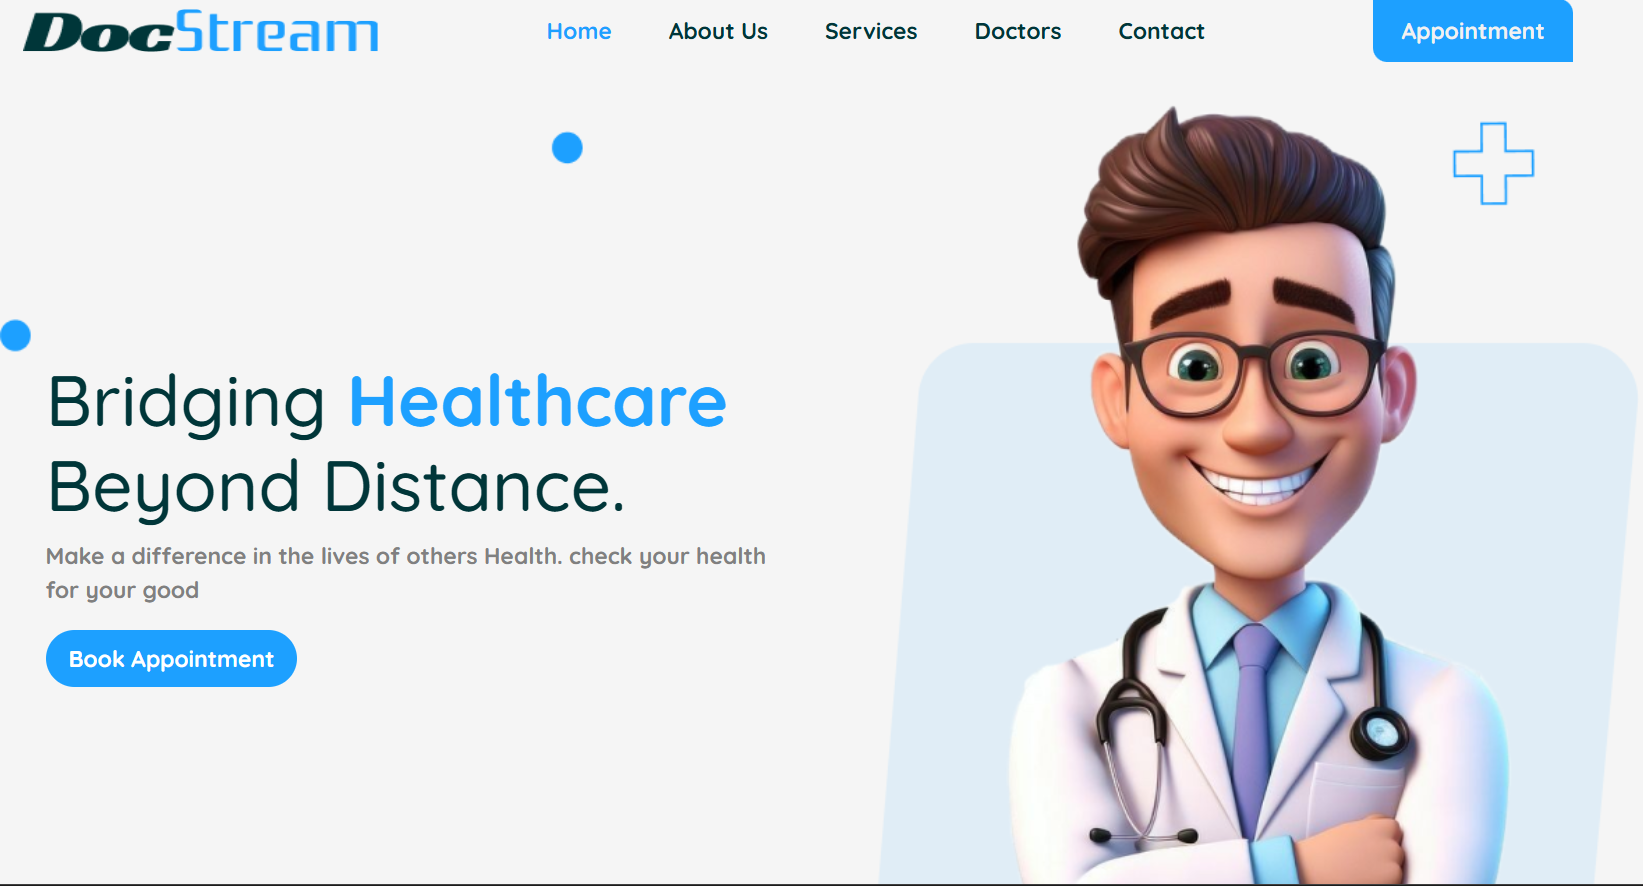 DocStream
Home About Us Services Doctors Contact Appointment
Bridging Healthcare
Beyond Distance.
Make a difference in the lives of others Health. check your health
for your good
Book Appointment